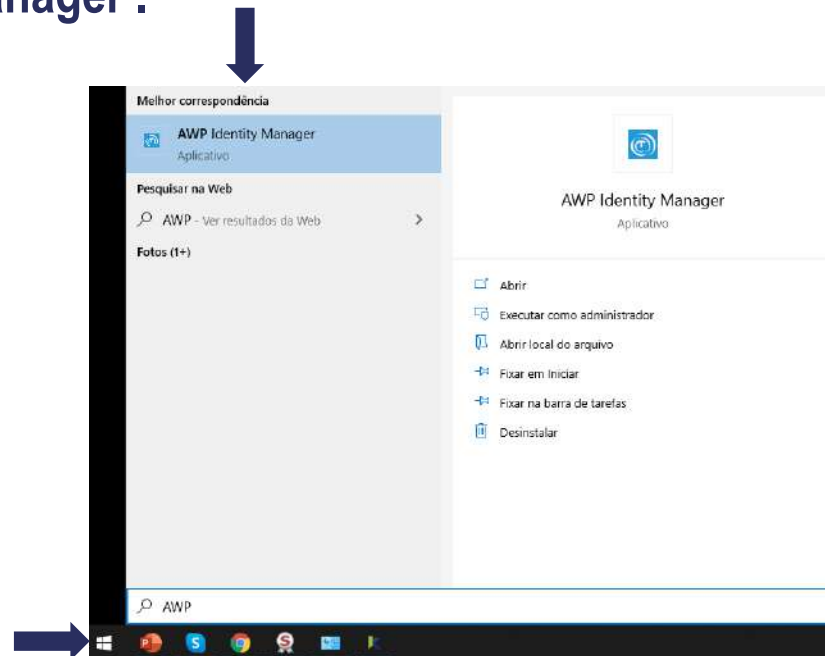 Melhor correspondência
AWP Identity Manager
Aplicativo
Pesquisar na Web
AWP - Ver resultados da Web
Fotos (1+)
AWP Identity Manager
Aplicativo
Abrir
Executar como administrador
Abrir local do arquivo
Fixar em Iniciar
Fixar na barra de tarefas
Desinstalar
AWP